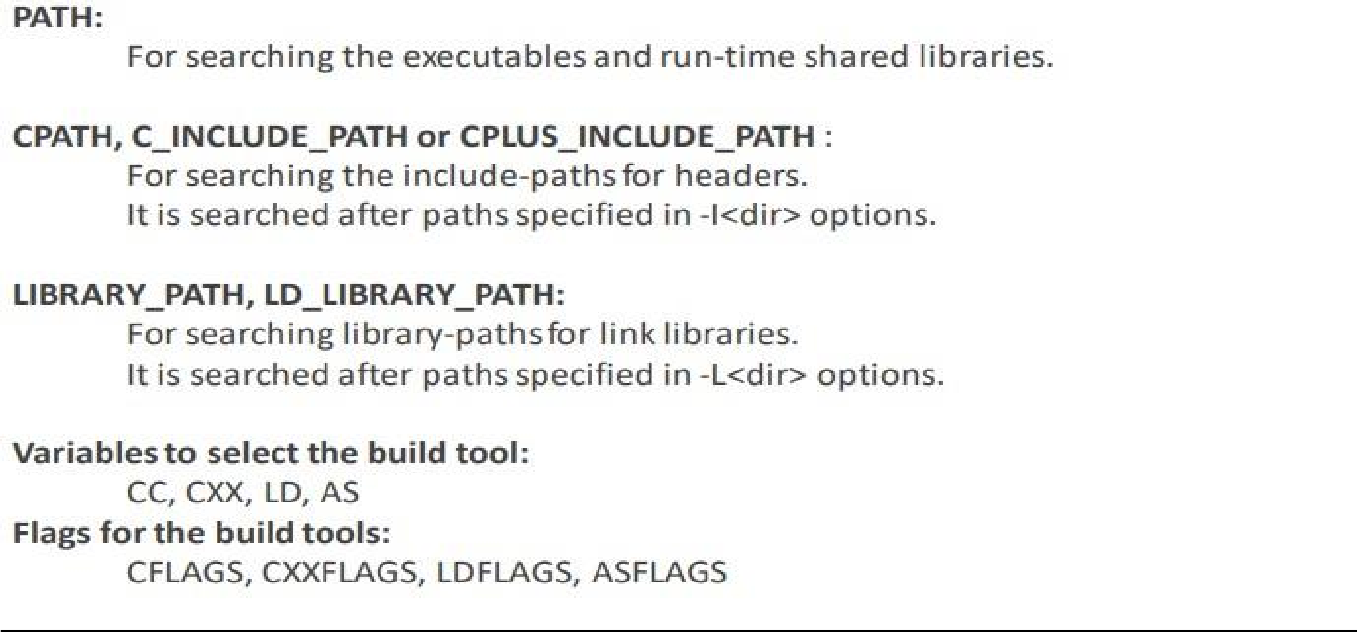 PATH:
For searching the executables and run-time shared libraries.
CPATH, C_INCLUDE_PATH or CPLUS_INCLUDE_PATH :
For searching the include-paths for headers.
It is searched after paths specified in -I<dir> options.
LIBRARY_PATH, LD_LIBRARY_PATH:
For searching library-paths for link libraries.
It is searched after paths specified in -L<dir> options.
Variables to select the build tool:
CC, CXX, LD, AS
Flags for the build tools:
CFLAGS, CXXFLAGS, LDFLAGS, ASFLAGS